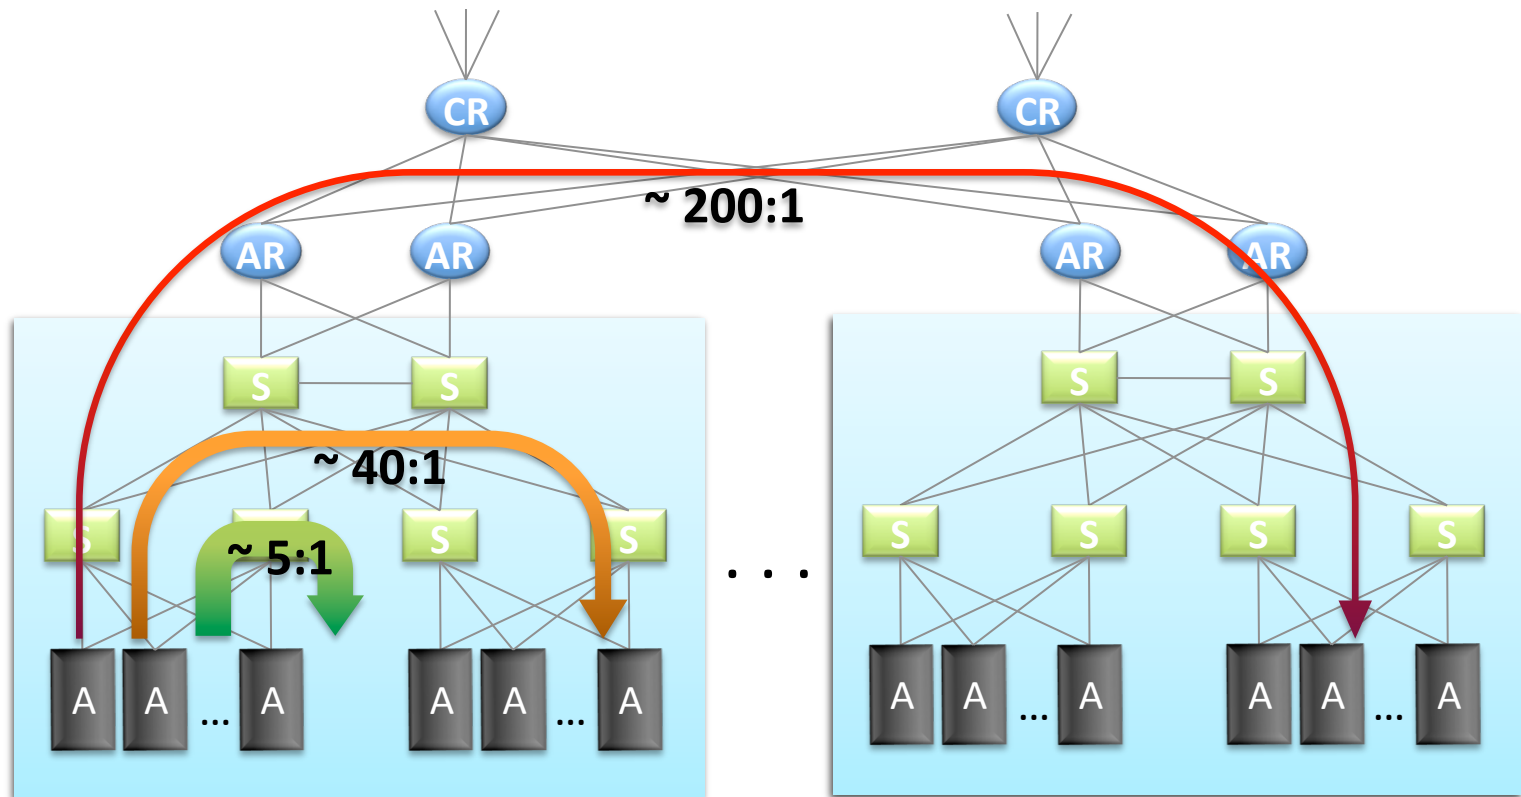 CR CR
~ 200:1
AR AR AR AR
S S S S
~ 40:1
S S S S S S S
~ 5:1
. . .
A A ... A A A ... A A A ... A A A ... A